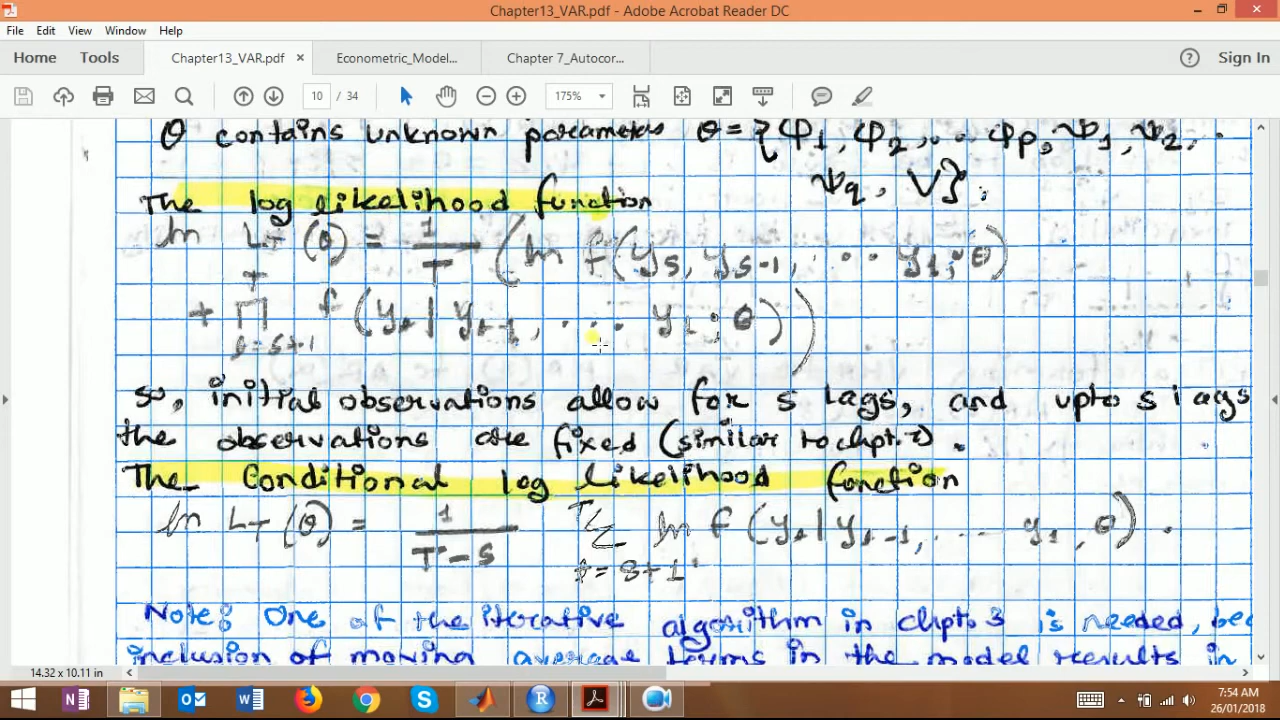 Chapter13_VAR.pdf - Adobe Acrobat Reader DC
File Edit View Window Help
Home Tools Chapter13_VAR.pdf × Econometric_Model... Chapter 7_Autocor... Sign In
10 / 34 175%
θ contains unknown parameters θ = {φ1, φ2, .. φp, ψ1, ψ2, ..
ψq, V}.
The log likelihood function
ln LT (θ) = 1/T (ln f(ys, ys-1, ... y1; θ)
+ ∏ T t=s+1 f (yt | yt-1, .... y1; θ))
so, initial observations allow for s lags, and upto s lags
the observations are fixed (similar to chpt.2).
The Conditional log likelihood function
ln LT (θ) = 1/(T-s) T Σ t=s+1 ln f (yt | yt-1, ... y1, θ).
Note: One of the iterative algorithm in chpt.3 is needed, bec
inclusion of moving average terms in the model results in
14.32 x 10.11 in
7:54 AM
26/01/2018